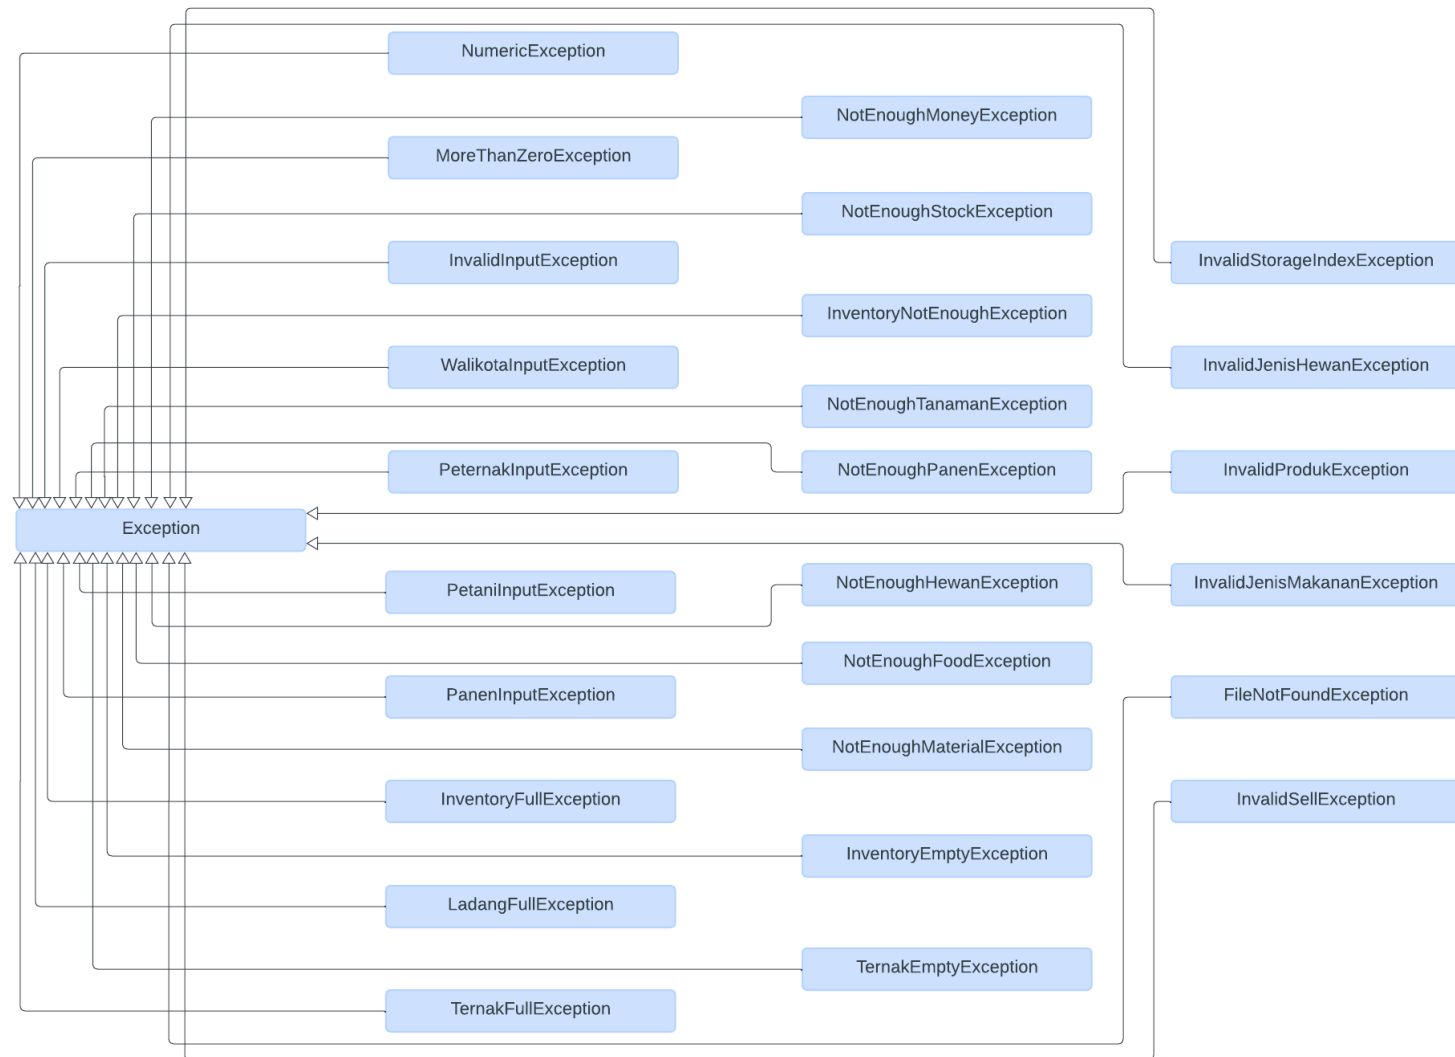 NumericException
NotEnoughMoneyException
MoreThanZeroException
NotEnoughStockException
InvalidInputException
InvalidStorageIndexException
InventoryNotEnoughException
WalikotaInputException
InvalidJenisHewanException
NotEnoughTanamanException
PeternakInputException
NotEnoughPanenException
InvalidProdukException
Exception
PetaniInputException
NotEnoughHewanException
InvalidJenisMakananException
NotEnoughFoodException
PanenInputException
FileNotFoundException
NotEnoughMaterialException
InventoryFullException
InvalidSellException
InventoryEmptyException
LadangFullException
TernakEmptyException
TernakFullException